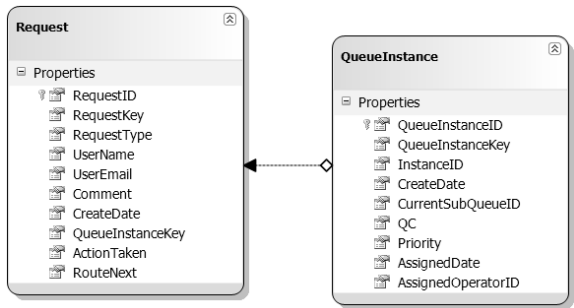 Request
Properties
RequestID
RequestKey
RequestType
UserName
UserEmail
Comment
CreateDate
QueueInstanceKey
ActionTaken
RouteNext
QueueInstance
Properties
QueueInstanceID
QueueInstanceKey
InstanceID
CreateDate
CurrentSubQueueID
QC
Priority
AssignedDate
AssignedOperatorID